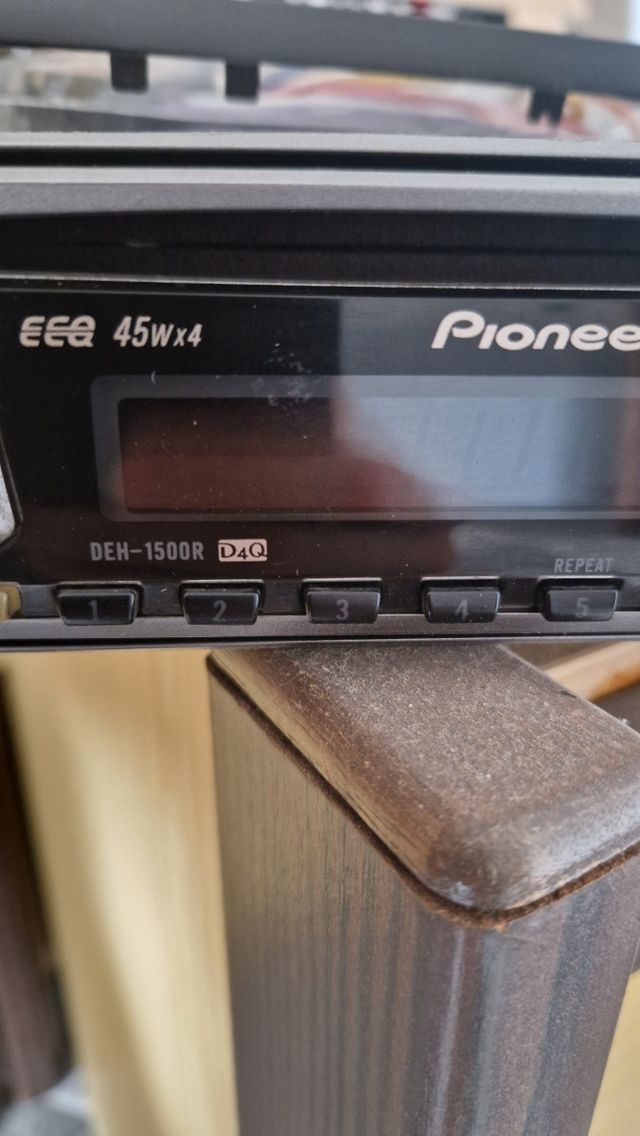 EEQ 45Wx4 Pionee
DEH-1500R D4Q REPEAT
1 2 3 4 5